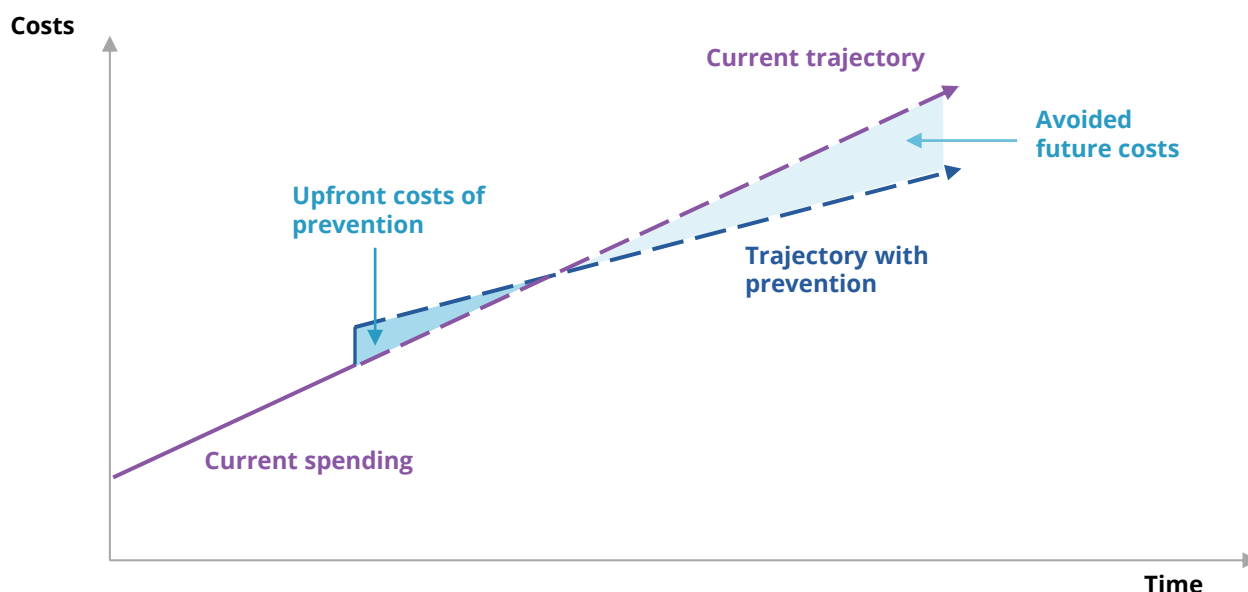 Costs
Current trajectory
Avoided
future costs
Upfront costs of
prevention
Trajectory with
prevention
Current spending
Time